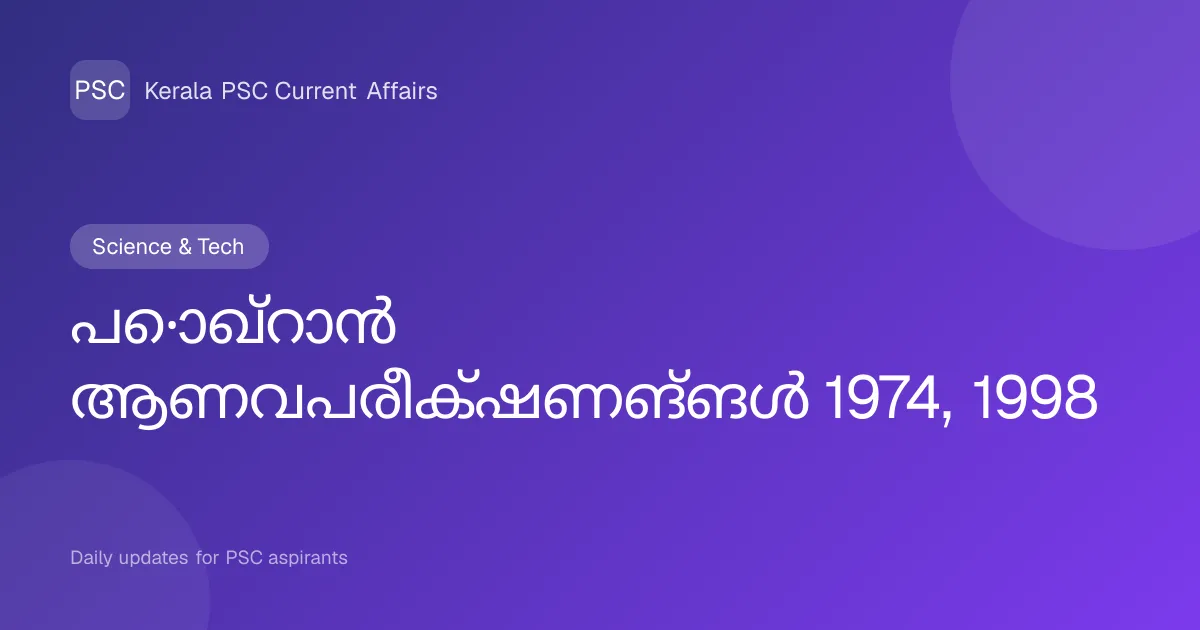 PSC Kerala PSC Current Affairs
Science & Tech
പൊഖ്റാൻ
ആണവപരീക്ഷണങ്ങൾ 1974, 1998
Daily updates for PSC aspirants